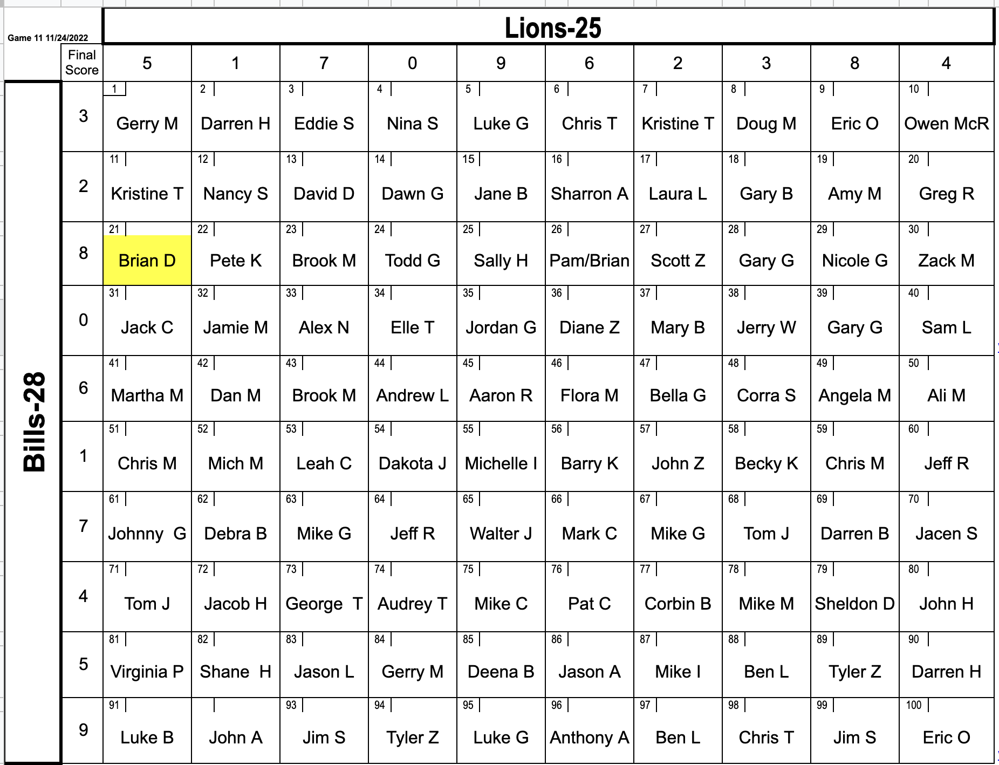 Lions-25
Game 11 11/24/2022
Final Score 5 1 7 0 9 6 2 3 8 4
Bills-28
1 2 3 4 5 6 7 8 9 10
3 Gerry M Darren H Eddie S Nina S Luke G Chris T Kristine T Doug M Eric O Owen McR
11 12 13 14 15 16 17 18 19 20
2 Kristine T Nancy S David D Dawn G Jane B Sharron A Laura L Gary B Amy M Greg R
21 22 23 24 25 26 27 28 29 30
8 Brian D Pete K Brook M Todd G Sally H Pam/Brian Scott Z Gary G Nicole G Zack M
31 32 33 34 35 36 37 38 39 40
0 Jack C Jamie M Alex N Elle T Jordan G Diane Z Mary B Jerry W Gary G Sam L
41 42 43 44 45 46 47 48 49 50
6 Martha M Dan M Brook M Andrew L Aaron R Flora M Bella G Corra S Angela M Ali M
51 52 53 54 55 56 57 58 59 60
1 Chris M Mich M Leah C Dakota J Michelle I Barry K John Z Becky K Chris M Jeff R
61 62 63 64 65 66 67 68 69 70
7 Johnny G Debra B Mike G Jeff R Walter J Mark C Mike G Tom J Darren B Jacen S
71 72 73 74 75 76 77 78 79 80
4 Tom J Jacob H George T Audrey T Mike C Pat C Corbin B Mike M Sheldon D John H
81 82 83 84 85 86 87 88 89 90
5 Virginia P Shane H Jason L Gerry M Deena B Jason A Mike I Ben L Tyler Z Darren H
91 93 94 95 96 97 98 99 100
9 Luke B John A Jim S Tyler Z Luke G Anthony A Ben L Chris T Jim S Eric O